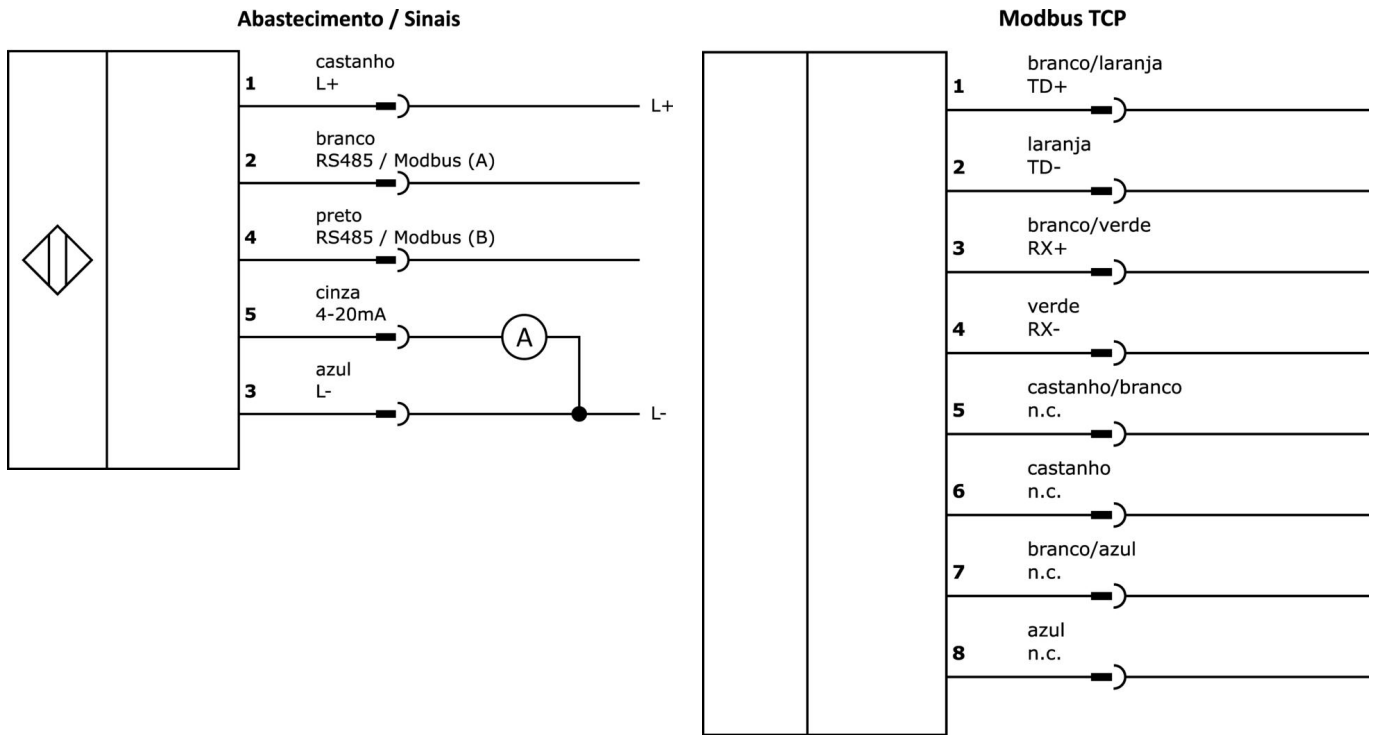 Abastecimento / Sinais
castanho
1 L+
L+
branco
2 RS485 / Modbus (A)
preto
4 RS485 / Modbus (B)
cinza
5 4-20mA
A
azul
3 L-
L-
Modbus TCP
branco/laranja
1 TD+
laranja
2 TD-
branco/verde
3 RX+
verde
4 RX-
castanho/branco
5 n.c.
castanho
6 n.c.
branco/azul
7 n.c.
azul
8 n.c.